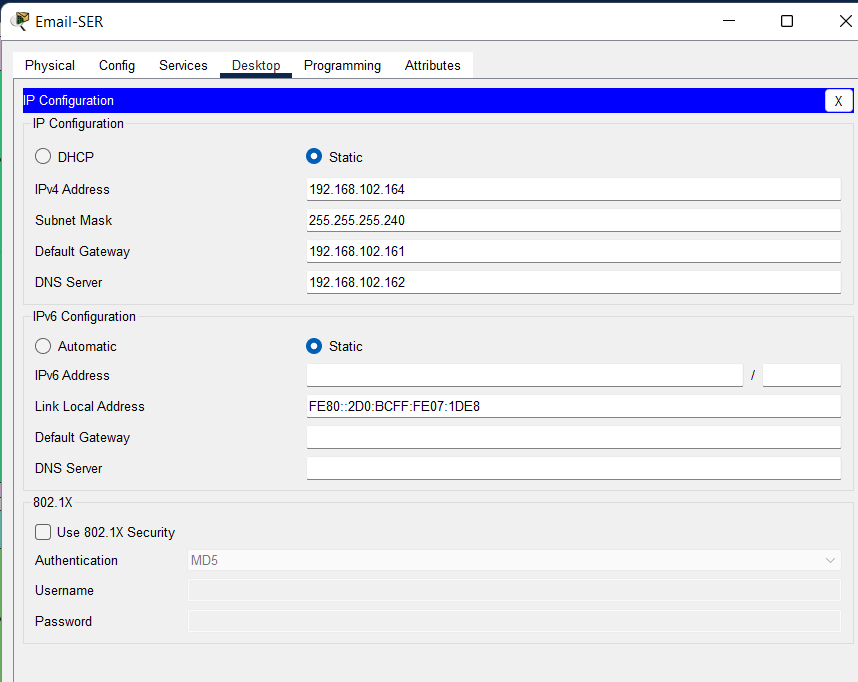 Email-SER
Physical Config Services Desktop Programming Attributes
IP Configuration X
IP Configuration
DHCP Static
IPv4 Address 192.168.102.164
Subnet Mask 255.255.255.240
Default Gateway 192.168.102.161
DNS Server 192.168.102.162
IPv6 Configuration
Automatic Static
IPv6 Address /
Link Local Address FE80::2D0:BCFF:FE07:1DE8
Default Gateway
DNS Server
802.1X
Use 802.1X Security
Authentication MD5
Username
Password